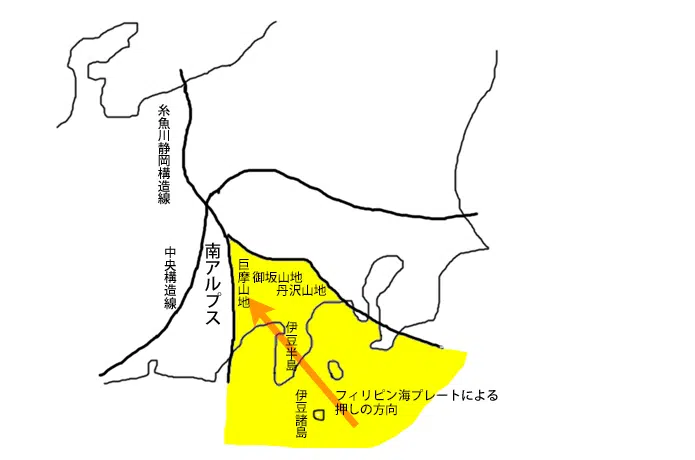 糸魚川静岡構造線
中央構造線
南アルプス
巨摩山地
御坂山地
丹沢山地
伊豆半島
伊豆諸島
フィリピン海プレートによる
押しの方向